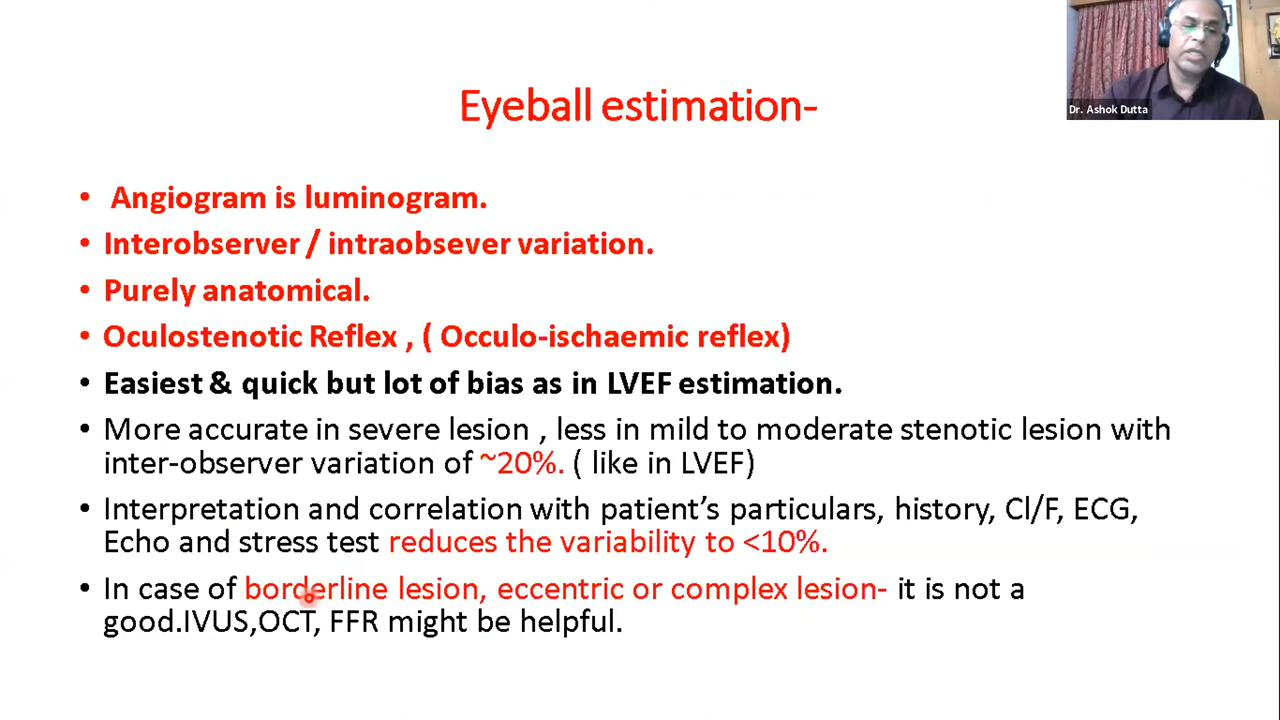 Dr. Ashok Dutta
Eyeball estimation-
• Angiogram is luminogram.
• Interobserver / intraobsever variation.
• Purely anatomical.
• Oculostenotic Reflex , ( Occulo-ischaemic reflex)
• Easiest & quick but lot of bias as in LVEF estimation.
• More accurate in severe lesion , less in mild to moderate stenotic lesion with
inter-observer variation of ~20%. ( like in LVEF)
• Interpretation and correlation with patient’s particulars, history, Cl/F, ECG,
Echo and stress test reduces the variability to <10%.
• In case of borderline lesion, eccentric or complex lesion- it is not a
good.IVUS,OCT, FFR might be helpful.